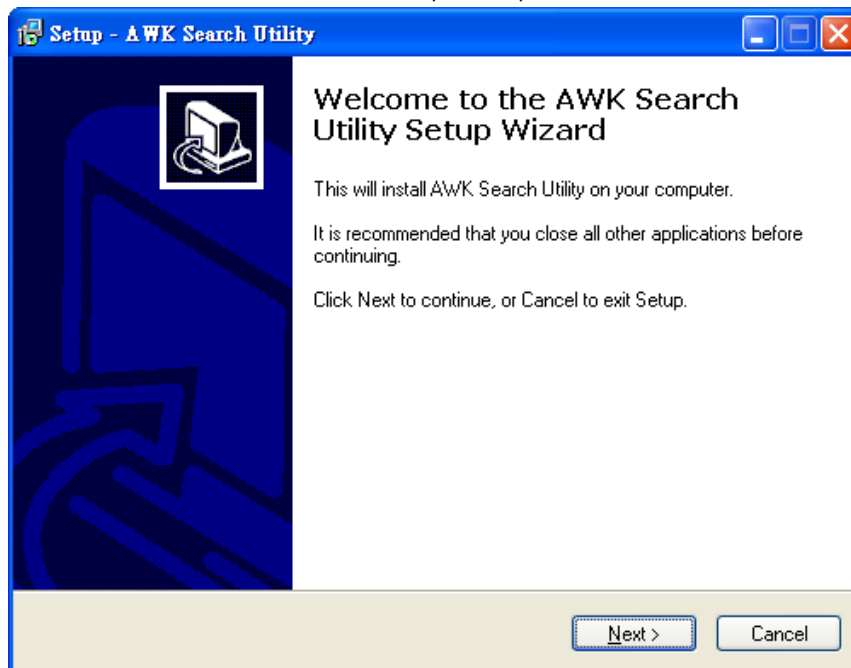 Setup - AWK Search Utility
Welcome to the AWK Search
Utility Setup Wizard
This will install AWK Search Utility on your computer.
It is recommended that you close all other applications before
continuing.
Click Next to continue, or Cancel to exit Setup.
Next >
Cancel